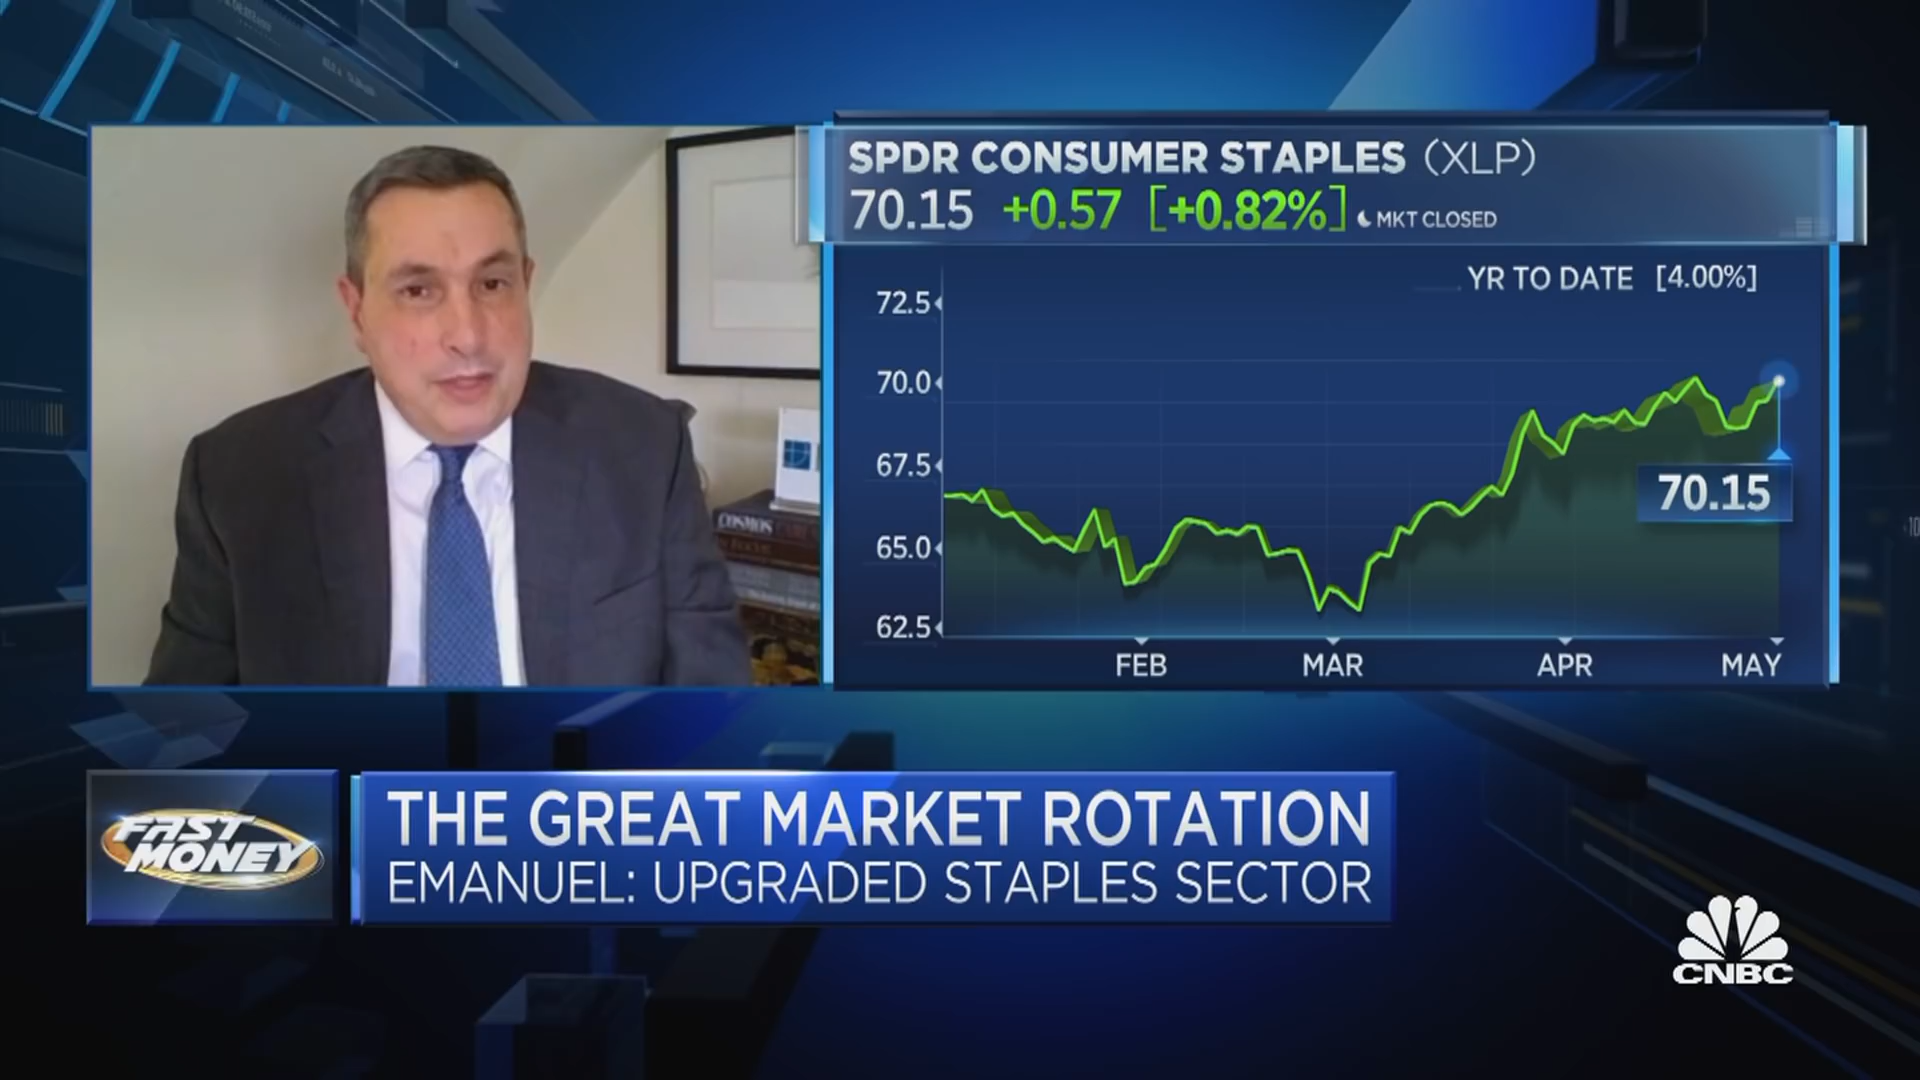 SPDR CONSUMER STAPLES (XLP)
70.15 +0.57 [+0.82%] MKT CLOSED
YR TO DATE [4.00%]
72.5
70.0
67.5
65.0
62.5
70.15
FEB MAR APR MAY
COSMOS
FAST
MONEY
THE GREAT MARKET ROTATION
EMANUEL: UPGRADED STAPLES SECTOR
CNBC